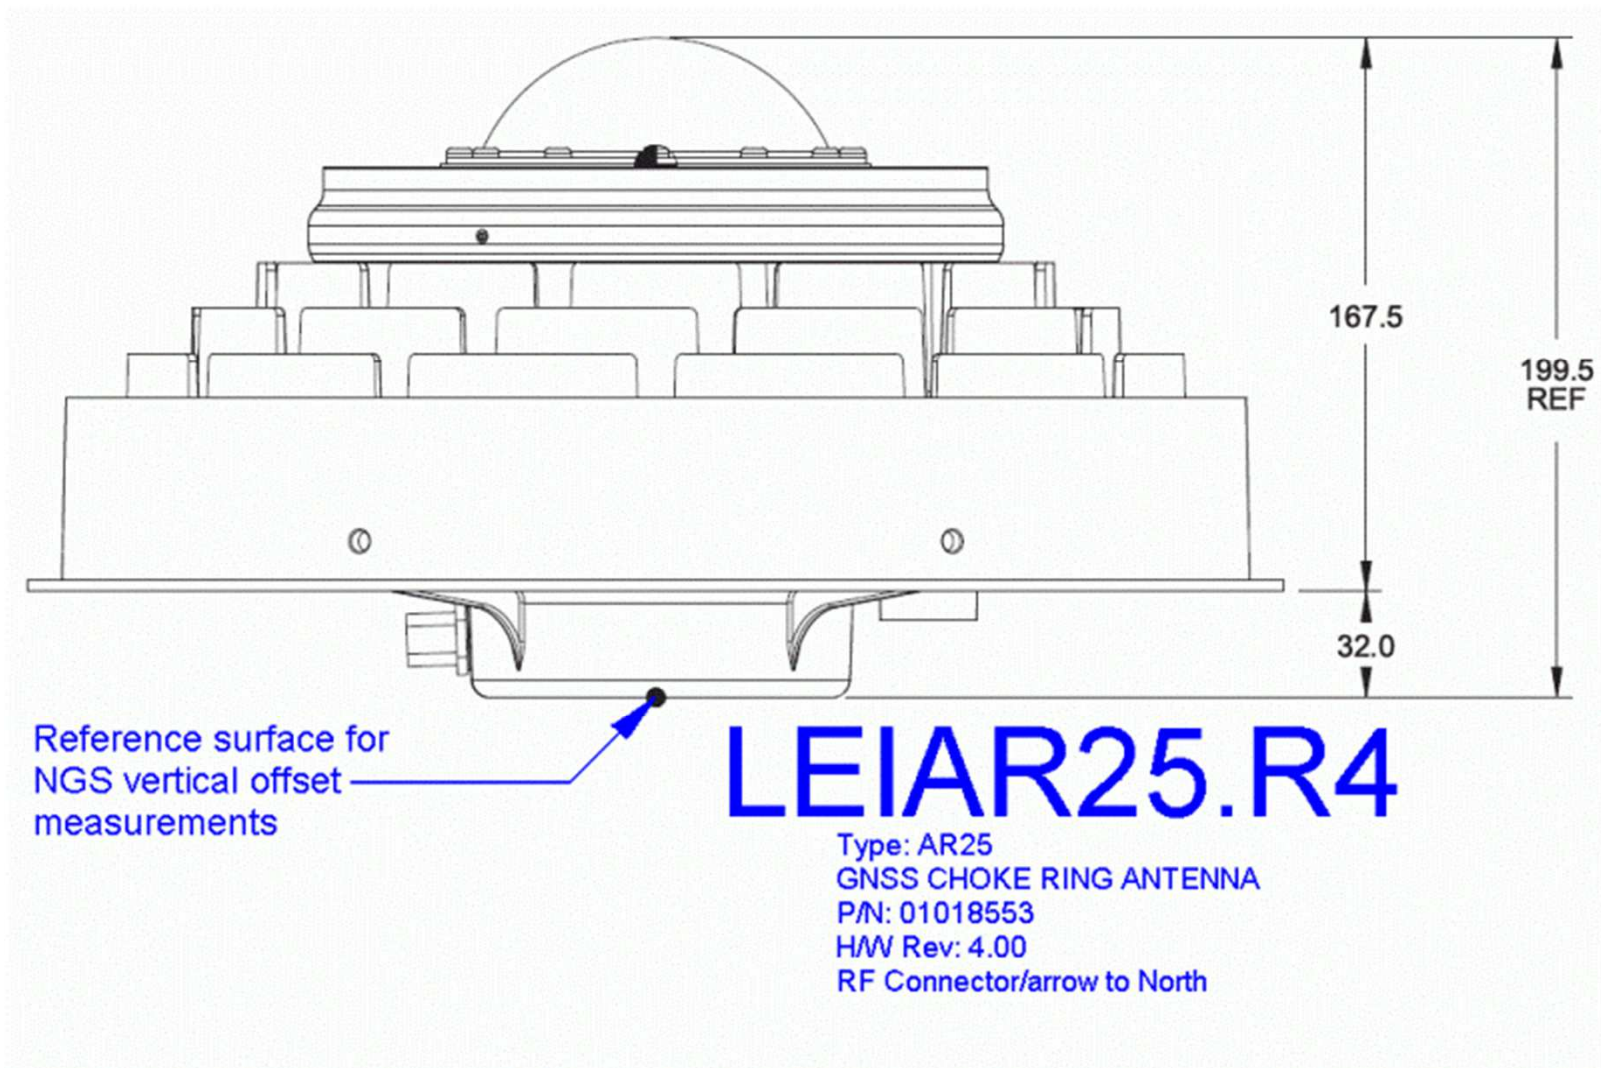 167.5
199.5
REF
32.0
Reference surface for
NGS vertical offset
measurements
LEIAR25.R4
Type: AR25
GNSS CHOKE RING ANTENNA
P/N: 01018553
H/W Rev: 4.00
RF Connector/arrow to North